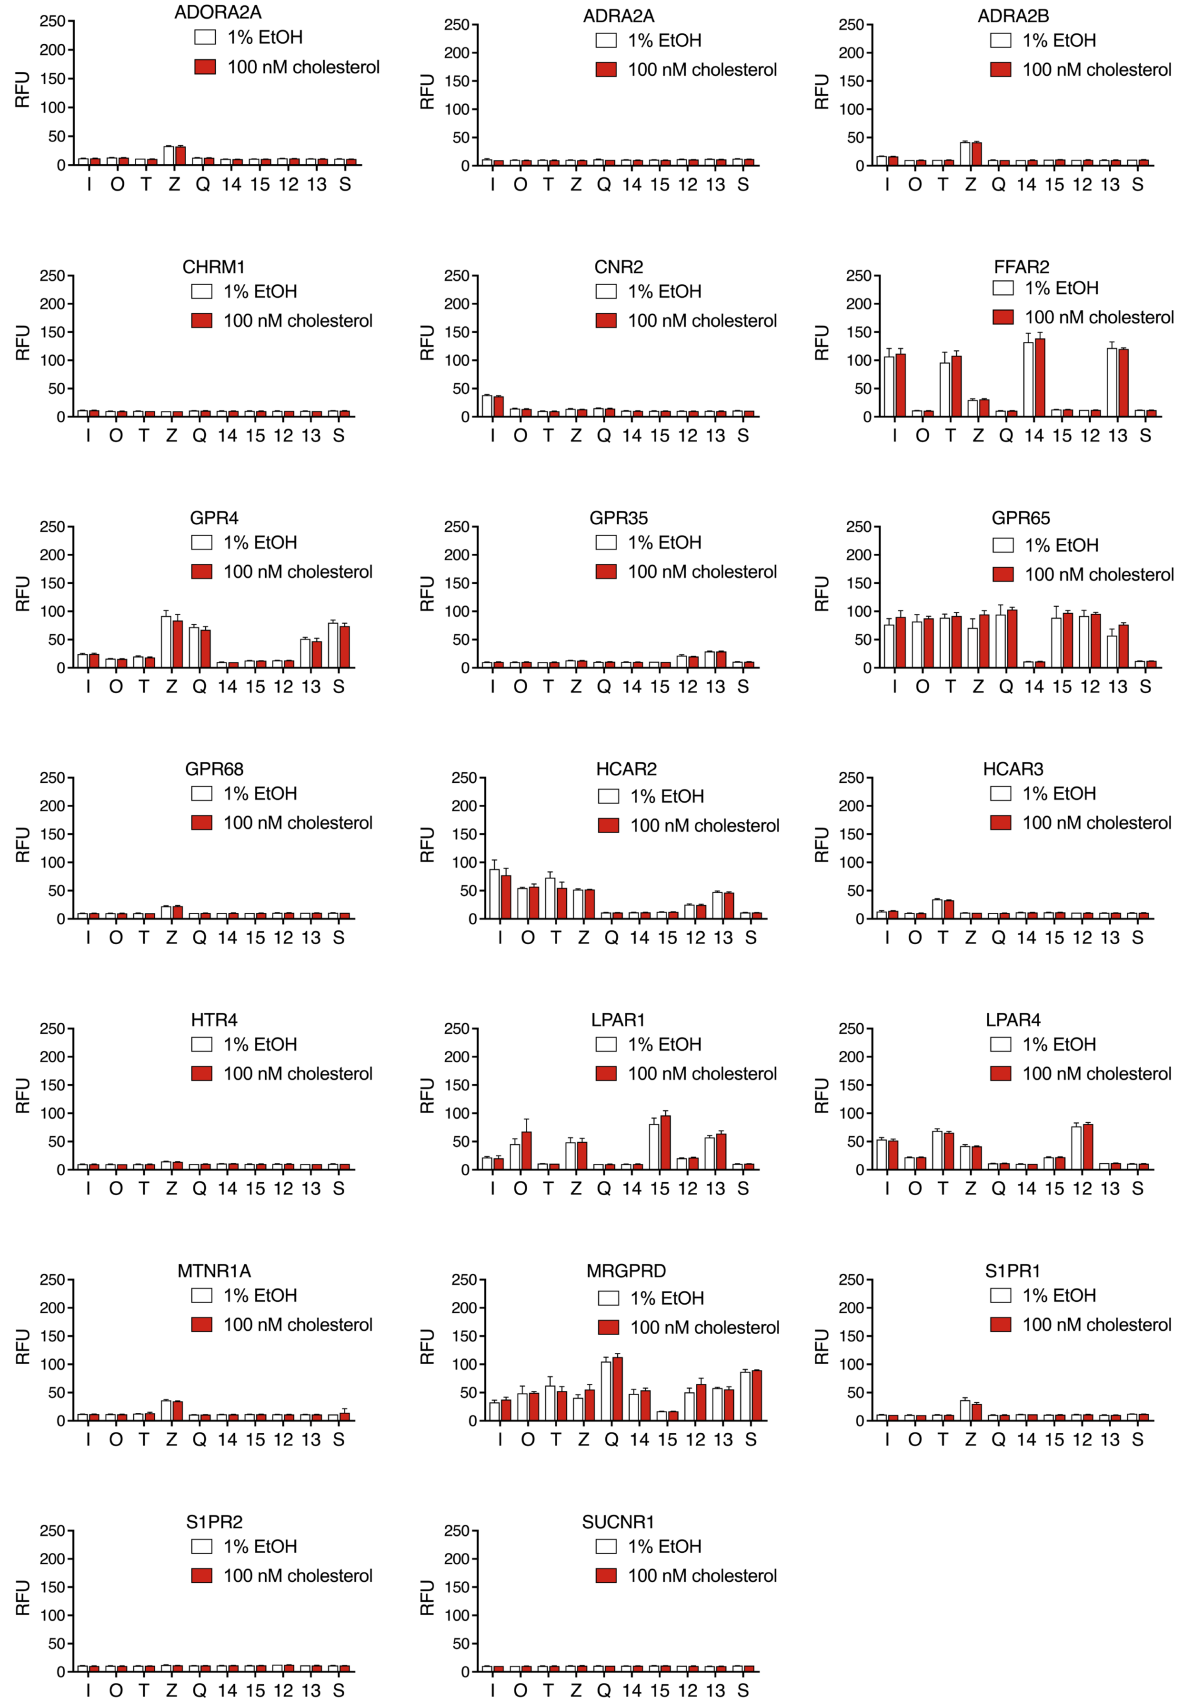 ADORA2A
250
200
150
100
50
0
RFU
1% EtOH
100 nM cholesterol
I O T Z Q 14 15 12 13 S
ADRA2A
250
200
150
100
50
0
RFU
1% EtOH
100 nM cholesterol
I O T Z Q 14 15 12 13 S
ADRA2B
250
200
150
100
50
0
RFU
1% EtOH
100 nM cholesterol
I O T Z Q 14 15 12 13 S
CHRM1
250
200
150
100
50
0
RFU
1% EtOH
100 nM cholesterol
I O T Z Q 14 15 12 13 S
CNR2
250
200
150
100
50
0
RFU
1% EtOH
100 nM cholesterol
I O T Z Q 14 15 12 13 S
FFAR2
250
200
150
100
50
0
RFU
1% EtOH
100 nM cholesterol
I O T Z Q 14 15 12 13 S
GPR4
250
200
150
100
50
0
RFU
1% EtOH
100 nM cholesterol
I O T Z Q 14 15 12 13 S
GPR35
250
200
150
100
50
0
RFU
1% EtOH
100 nM cholesterol
I O T Z Q 14 15 12 13 S
GPR65
250
200
150
100
50
0
RFU
1% EtOH
100 nM cholesterol
I O T Z Q 14 15 12 13 S
GPR68
250
200
150
100
50
0
RFU
1% EtOH
100 nM cholesterol
I O T Z Q 14 15 12 13 S
HCAR2
250
200
150
100
50
0
RFU
1% EtOH
100 nM cholesterol
I O T Z Q 14 15 12 13 S
HCAR3
250
200
150
100
50
0
RFU
1% EtOH
100 nM cholesterol
I O T Z Q 14 15 12 13 S
HTR4
250
200
150
100
50
0
RFU
1% EtOH
100 nM cholesterol
I O T Z Q 14 15 12 13 S
LPAR1
250
200
150
100
50
0
RFU
1% EtOH
100 nM cholesterol
I O T Z Q 14 15 12 13 S
LPAR4
250
200
150
100
50
0
RFU
1% EtOH
100 nM cholesterol
I O T Z Q 14 15 12 13 S
MTNR1A
250
200
150
100
50
0
RFU
1% EtOH
100 nM cholesterol
I O T Z Q 14 15 12 13 S
MRGPRD
250
200
150
100
50
0
RFU
1% EtOH
100 nM cholesterol
I O T Z Q 14 15 12 13 S
S1PR1
250
200
150
100
50
0
RFU
1% EtOH
100 nM cholesterol
I O T Z Q 14 15 12 13 S
S1PR2
250
200
150
100
50
0
RFU
1% EtOH
100 nM cholesterol
I O T Z Q 14 15 12 13 S
SUCNR1
250
200
150
100
50
0
RFU
1% EtOH
100 nM cholesterol
I O T Z Q 14 15 12 13 S